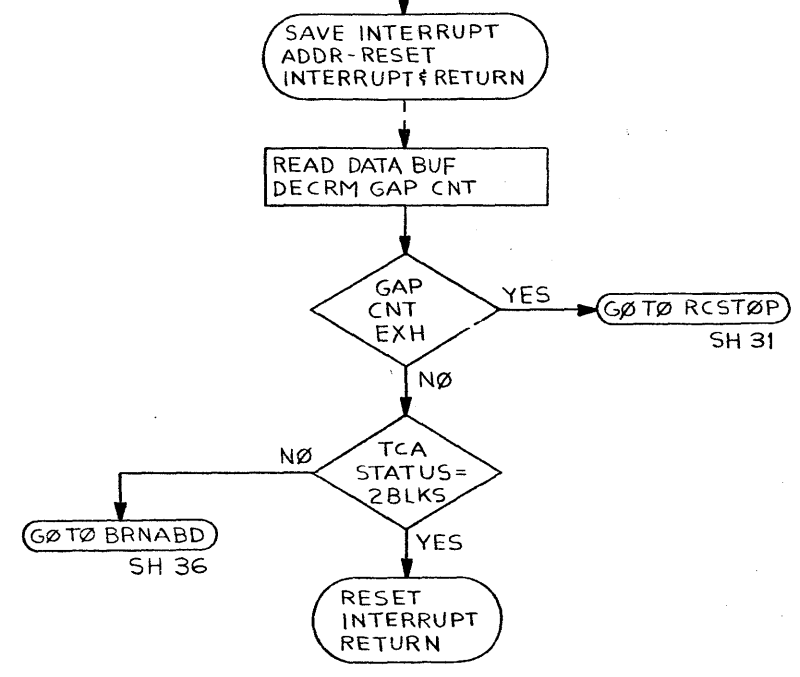 SAVE INTERRUPT
ADDR-RESET
INTERRUPT & RETURN
READ DATA BUF
DECRM GAP CNT
GAP
CNT
EXH
YES
GØ TØ RCSTØP
SH 31
NØ
TCA
STATUS=
2BLKS
NØ
GØ TØ BRNABD
SH 36
YES
RESET
INTERRUPT
RETURN